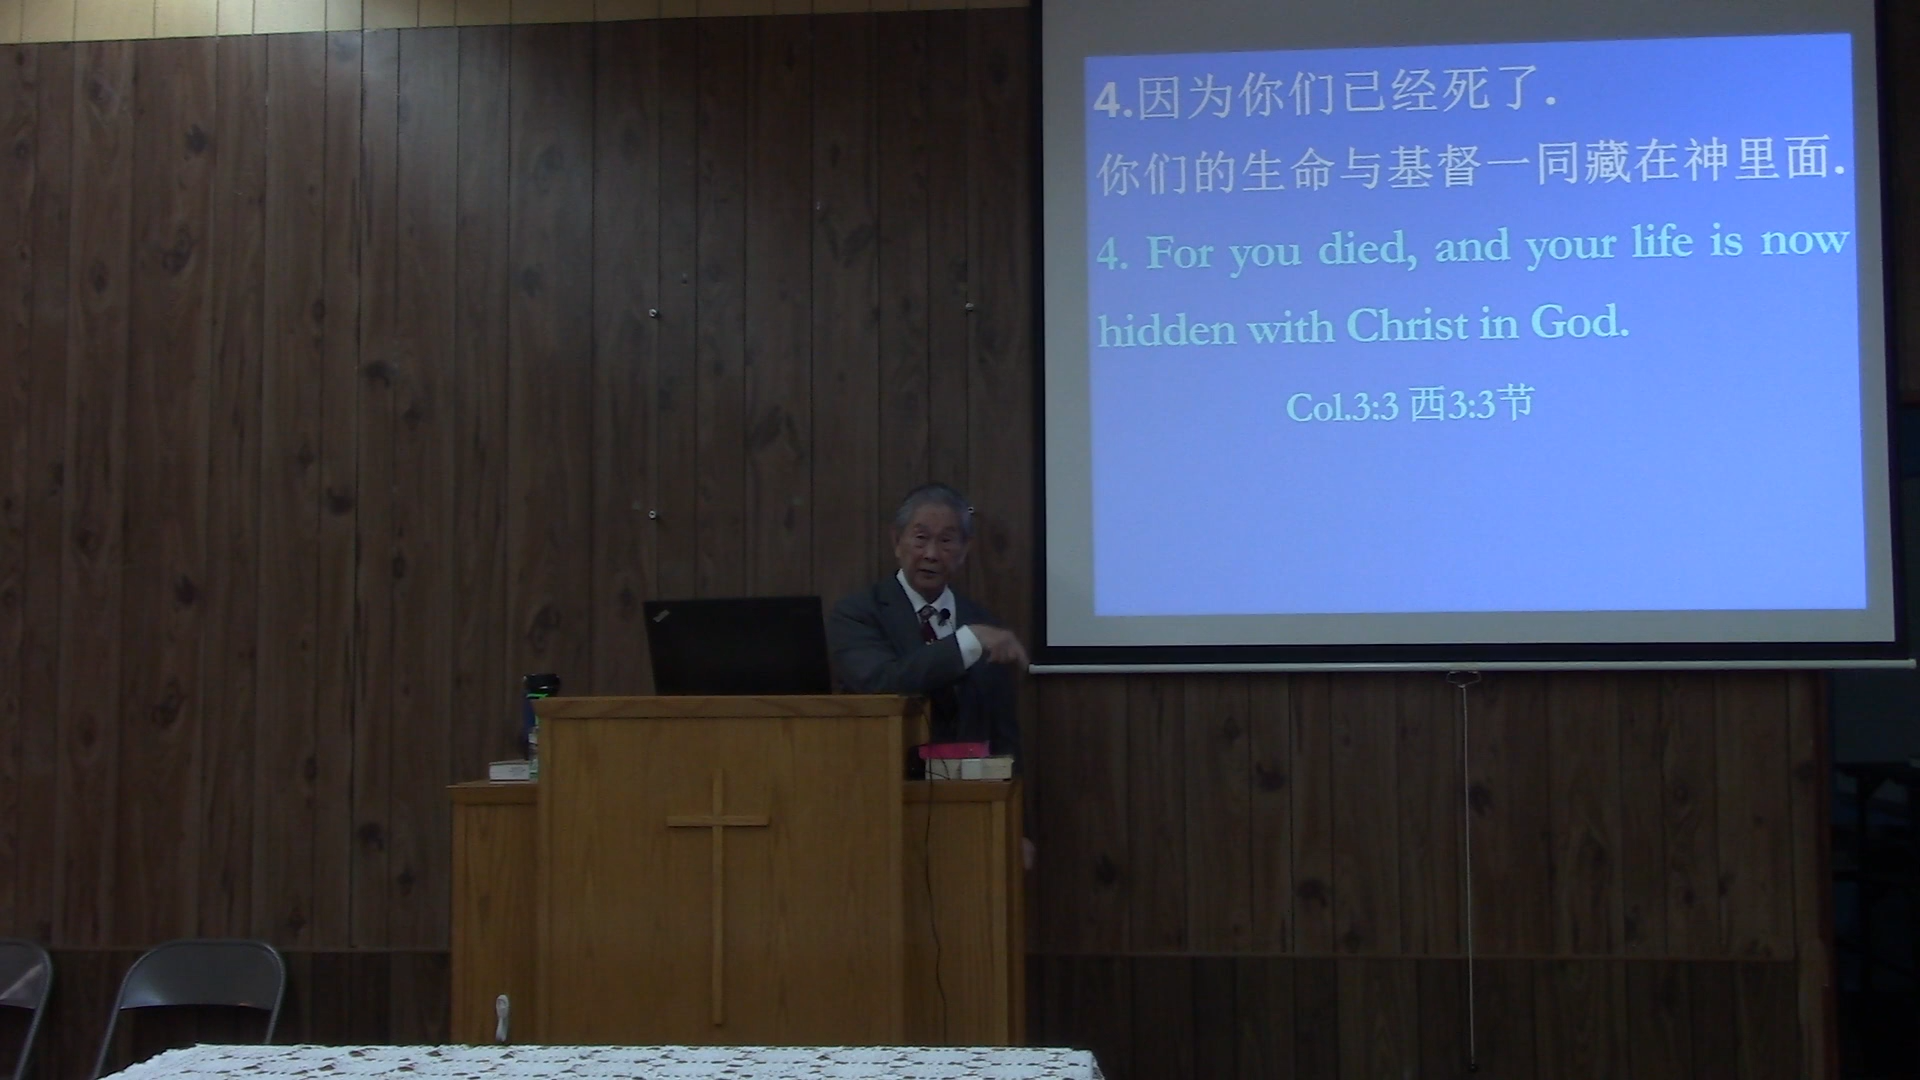 4.因为你们已经死了.
你们的生命与基督一同藏在神里面.
4. For you died, and your life is now
hidden with Christ in God.
Col.3:3 西3:3节